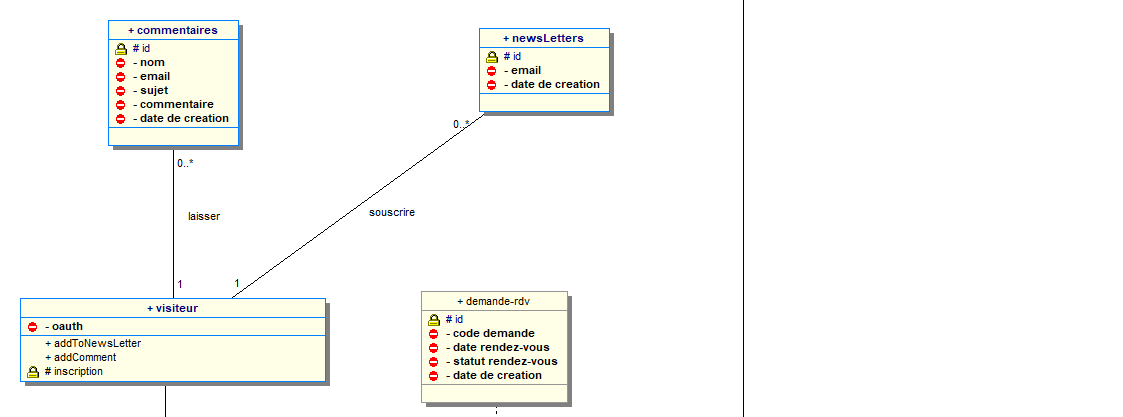 + commentaires
# id
- nom
- email
- sujet
- commentaire
- date de creation
+ newsLetters
# id
- email
- date de creation
0..*
0..*
laisser
souscrire
1
1
+ visiteur
- oauth
+ addToNewsLetter
+ addComment
# inscription
+ demande-rdv
# id
- code demande
- date rendez-vous
- statut rendez-vous
- date de creation